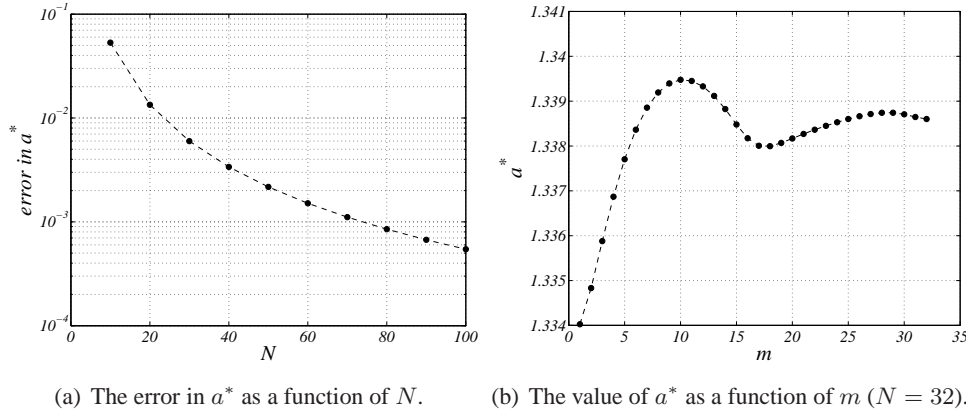 10⁻¹
10⁻²
10⁻³
10⁻⁴
error in a*
0 20 40 60 80 100
N
1.341
1.34
1.339
1.338
1.337
1.336
1.335
1.334
a*
0 5 10 15 20 25 30 35
m
(a) The error in a* as a function of N.
(b) The value of a* as a function of m (N = 32).